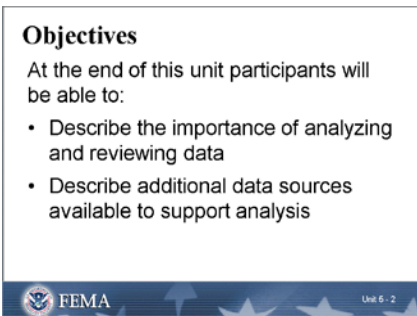 Objectives
At the end of this unit participants will
be able to:
• Describe the importance of analyzing
and reviewing data
• Describe additional data sources
available to support analysis
FEMA
Unit 5 - 2